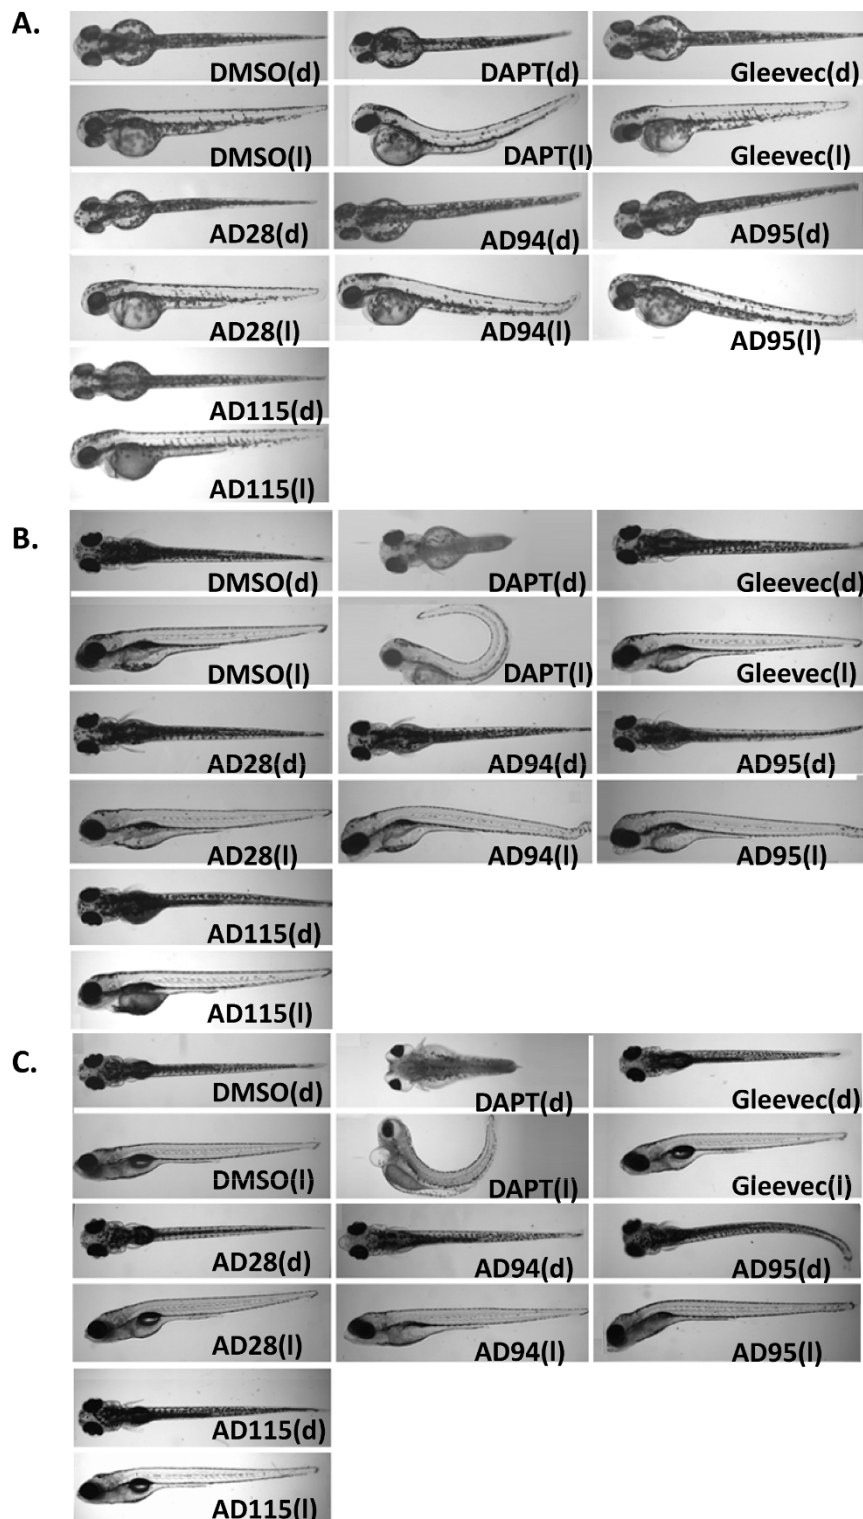 A.
DMSO(d)
DAPT(d)
Gleevec(d)
DMSO(l)
DAPT(l)
Gleevec(l)
AD28(d)
AD94(d)
AD95(d)
AD28(l)
AD94(l)
AD95(l)
AD115(d)
AD115(l)
B.
DMSO(d)
DAPT(d)
Gleevec(d)
DMSO(l)
DAPT(l)
Gleevec(l)
AD28(d)
AD94(d)
AD95(d)
AD28(l)
AD94(l)
AD95(l)
AD115(d)
AD115(l)
C.
DMSO(d)
DAPT(d)
Gleevec(d)
DMSO(l)
DAPT(l)
Gleevec(l)
AD28(d)
AD94(d)
AD95(d)
AD28(l)
AD94(l)
AD95(l)
AD115(d)
AD115(l)